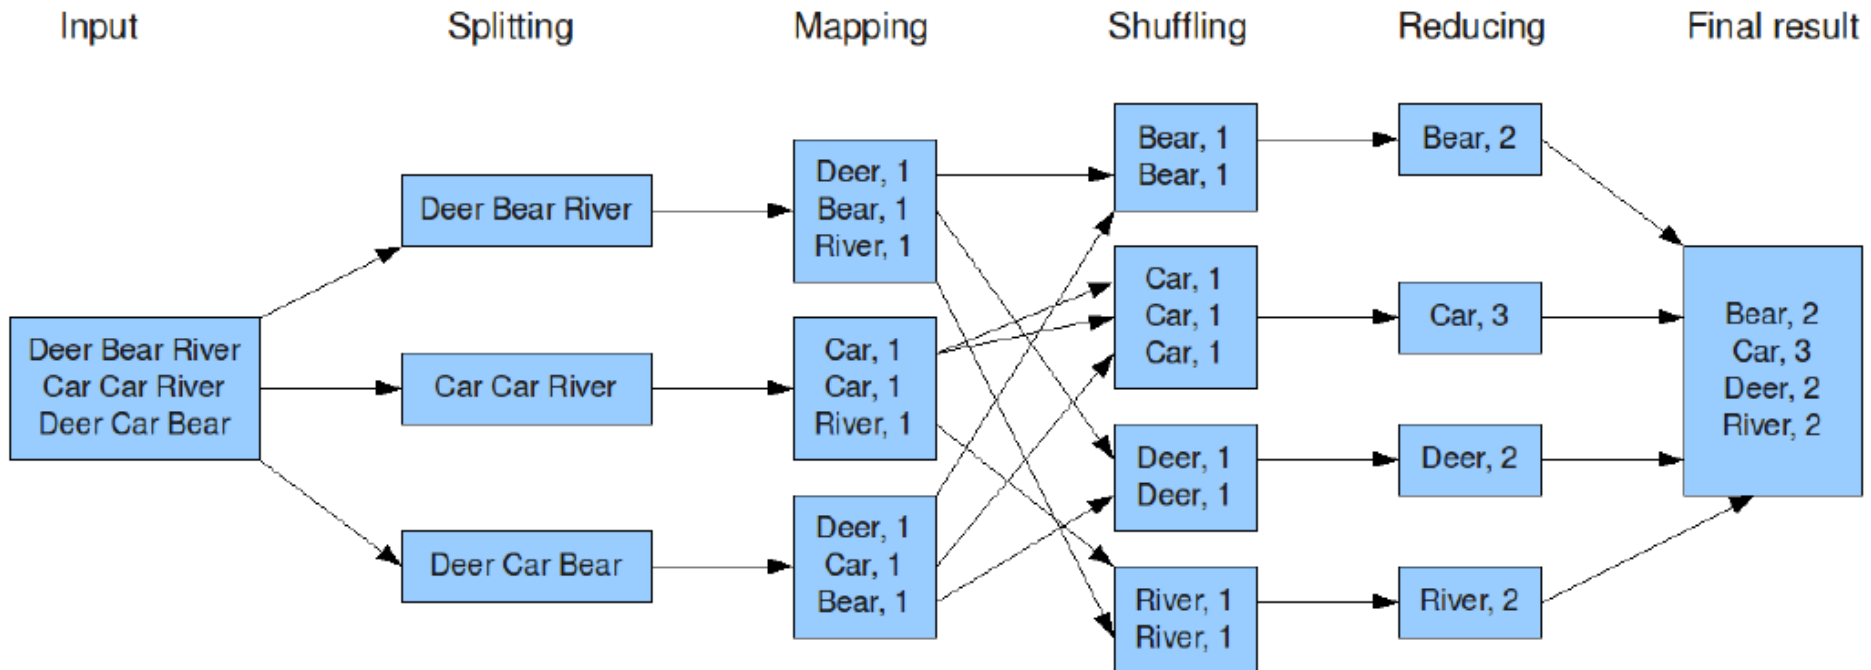 Input
Splitting
Mapping
Shuffling
Reducing
Final result
Deer Bear River
Car Car River
Deer Car Bear
Deer Bear River
Car Car River
Deer Car Bear
Deer, 1
Bear, 1
River, 1
Car, 1
Car, 1
River, 1
Deer, 1
Car, 1
Bear, 1
Bear, 1
Bear, 1
Car, 1
Car, 1
Car, 1
Deer, 1
Deer, 1
River, 1
River, 1
Bear, 2
Car, 3
Deer, 2
River, 2
Bear, 2
Car, 3
Deer, 2
River, 2